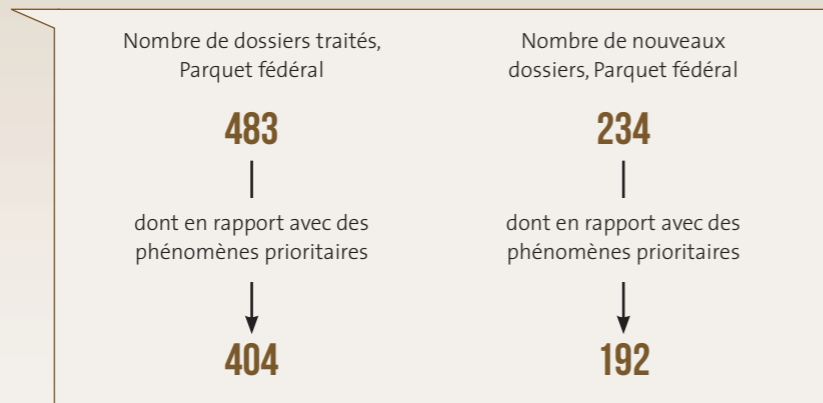 Nombre de dossiers traités,
Parquet fédéral
483
dont en rapport avec des
phénomènes prioritaires
404
Nombre de nouveaux
dossiers, Parquet fédéral
234
dont en rapport avec des
phénomènes prioritaires
192